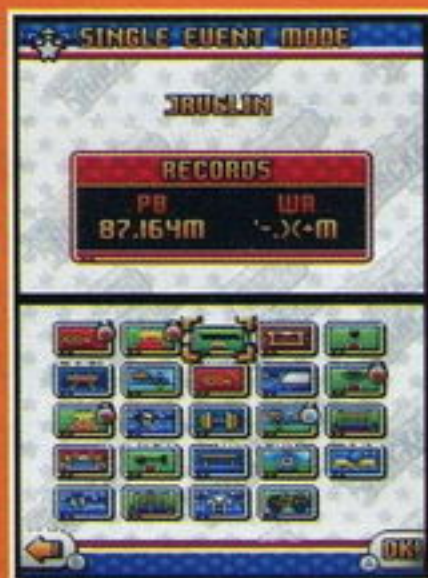 SINGLE EVENT MODE
JAVELIN
RECORDS
PB WR
87.164M '-.)(+M
OK!